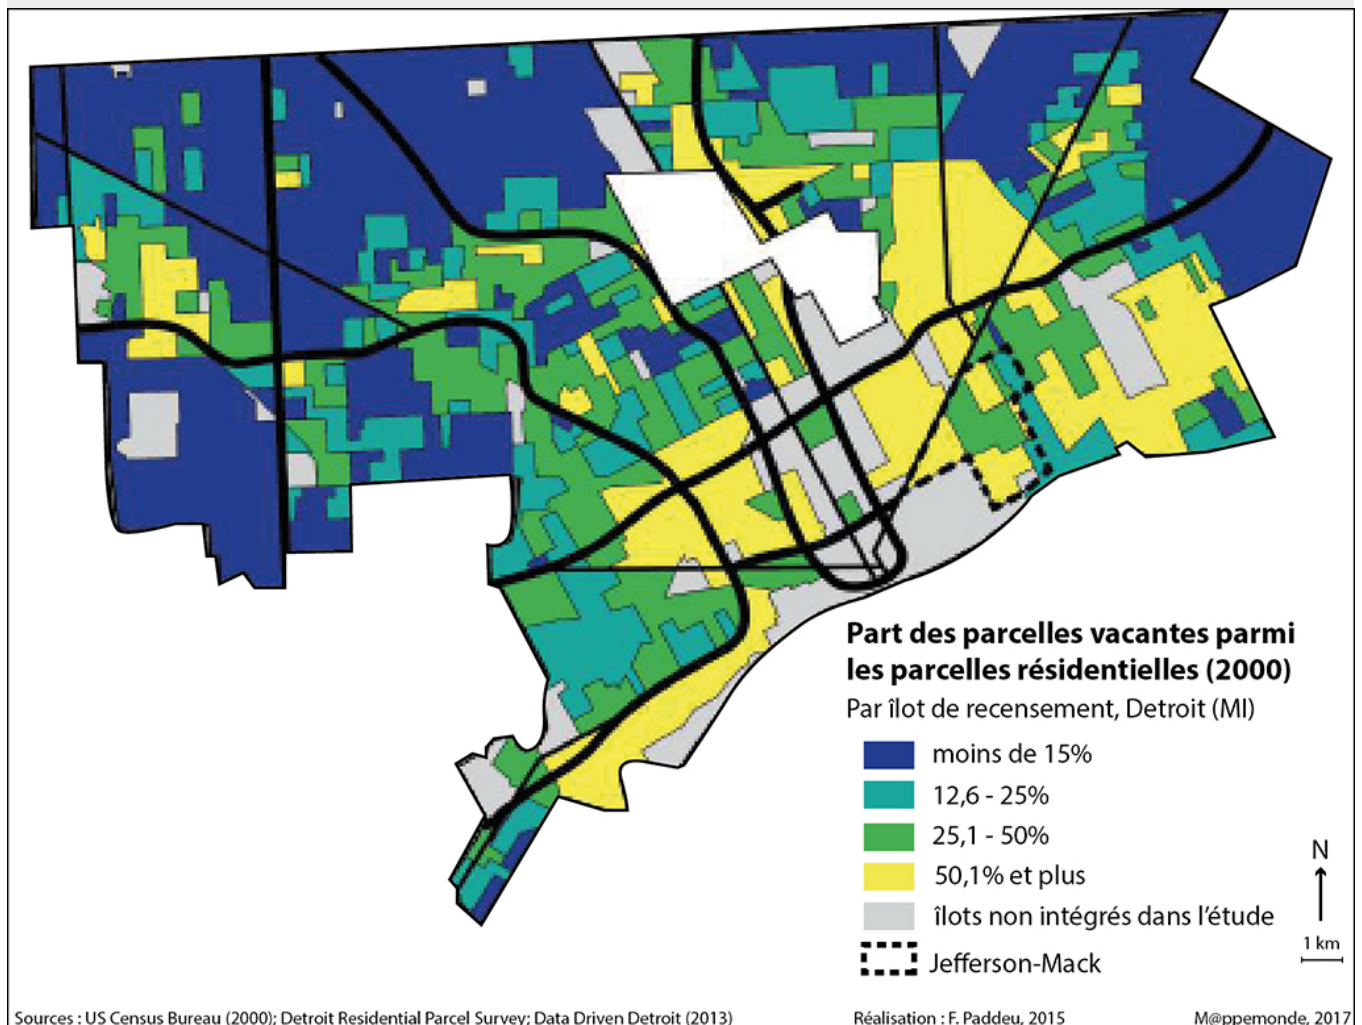 Part des parcelles vacantes parmi
les parcelles résidentielles (2000)
Par îlot de recensement, Detroit (MI)
moins de 15%
12,6 - 25%
25,1 - 50%
50,1% et plus
îlots non intégrés dans l'étude
Jefferson-Mack
N
1 km
Sources : US Census Bureau (2000); Detroit Residential Parcel Survey; Data Driven Detroit (2013)
Réalisation : F. Paddeu, 2015
M@ppemonde, 2017